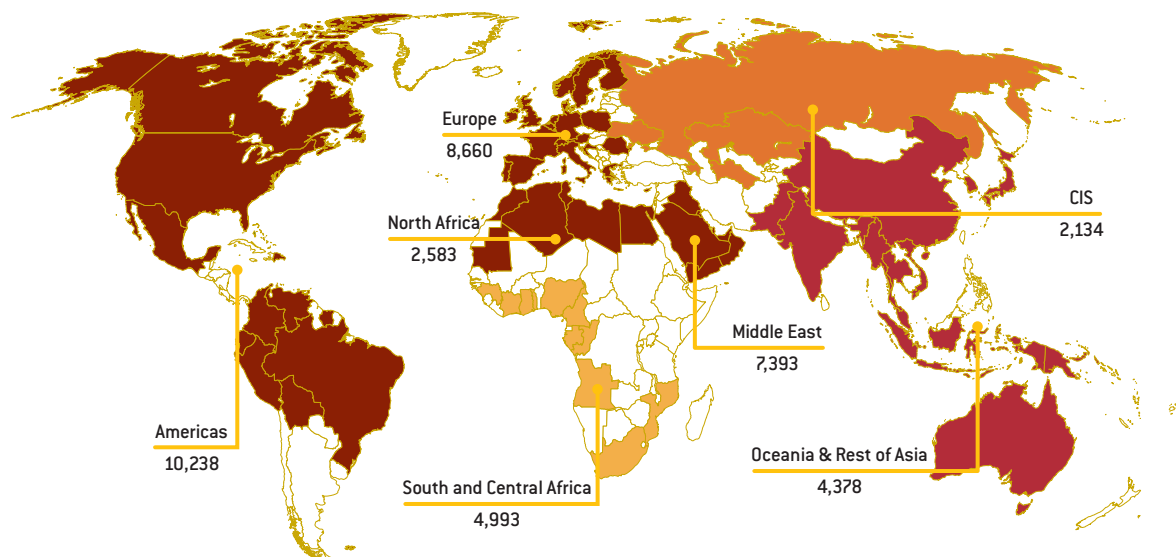 Europe
8,660
North Africa
2,583
CIS
2,134
Middle East
7,393
Americas
10,238
Oceania & Rest of Asia
4,378
South and Central Africa
4,993